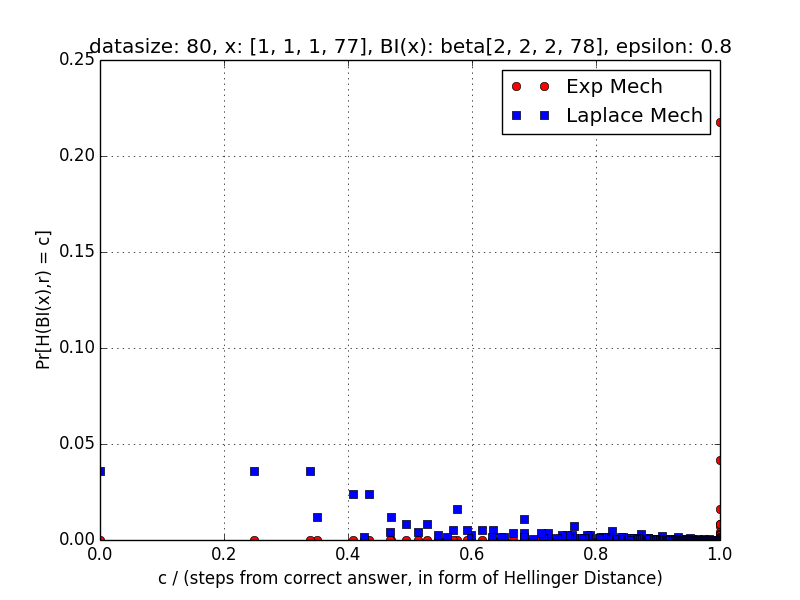 datasize: 80, x: [1, 1, 1, 77], BI(x): beta[2, 2, 2, 78], epsilon: 0.8
Exp Mech
Laplace Mech
0.25
0.20
0.15
0.10
0.05
0.00
Pr[H(BI(x),r) = c]
0.0 0.2 0.4 0.6 0.8 1.0
c / (steps from correct answer, in form of Hellinger Distance)